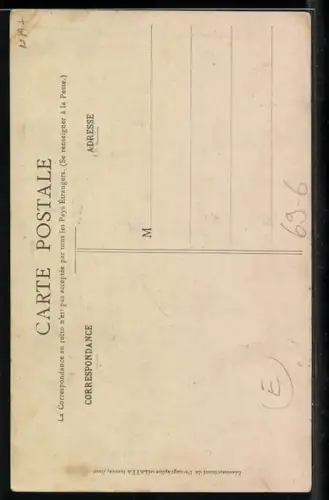 CARTE POSTALE
La Correspondance au recto n'est pas acceptée par tous les Pays Étrangers. (Se renseigner à la Poste.)
CORRESPONDANCE
ADRESSE
M
69-6
(E)